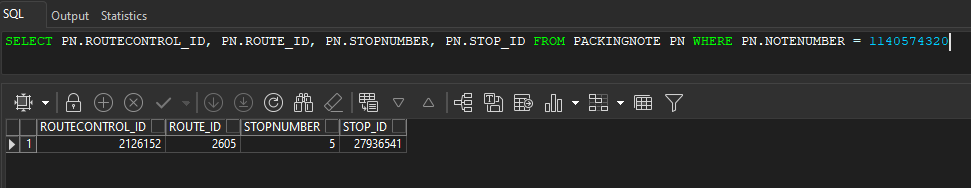 SQL Output Statistics
SELECT PN.ROUTECONTROL_ID, PN.ROUTE_ID, PN.STOPNUMBER, PN.STOP_ID FROM PACKINGNOTE PN WHERE PN.NOTENUMBER = 1140574320
ROUTECONTROL_ID ROUTE_ID STOPNUMBER STOP_ID
1 2126152 2605 5 27936541